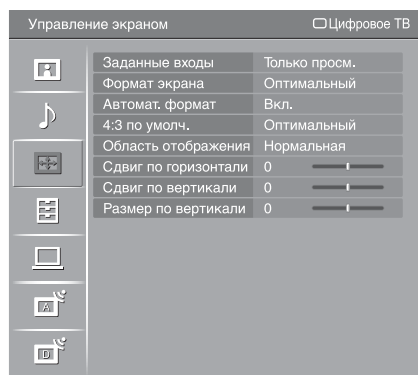 Управление экраном Цифровое ТВ
Заданные входы Только просм.
Формат экрана Оптимальный
Автомат. формат Вкл.
4:3 по умолч. Оптимальный
Область отображения Нормальная
Сдвиг по горизонтали 0
Сдвиг по вертикали 0
Размер по вертикали 0
A
D